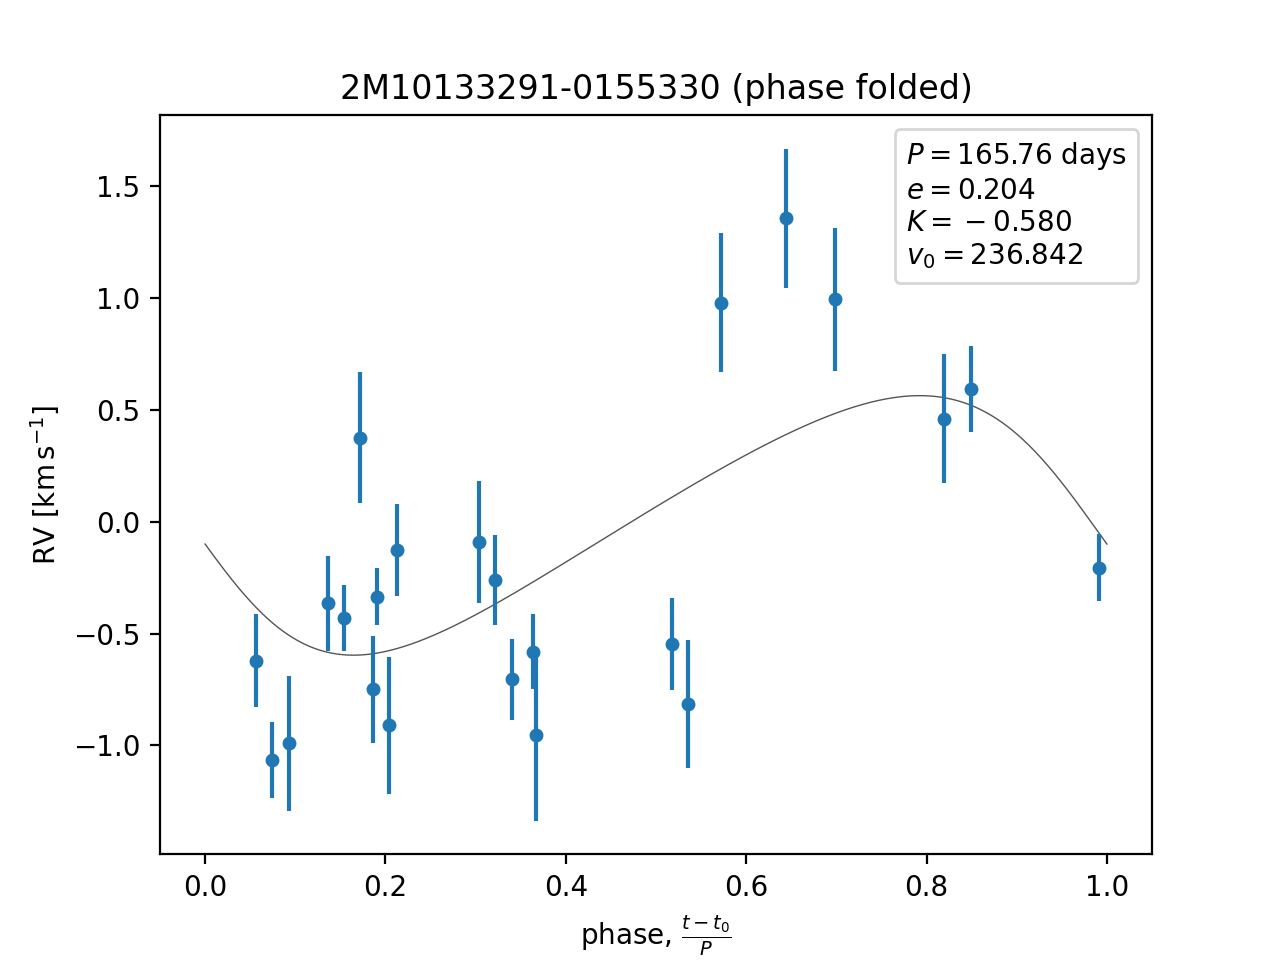 2M10133291-0155330 (phase folded)
P = 165.76 days
e = 0.204
K = −0.580
v₀ = 236.842
1.5
1.0
0.5
0.0
−0.5
−1.0
RV [km s⁻¹]
0.0 0.2 0.4 0.6 0.8 1.0
phase, (t − t₀)/P